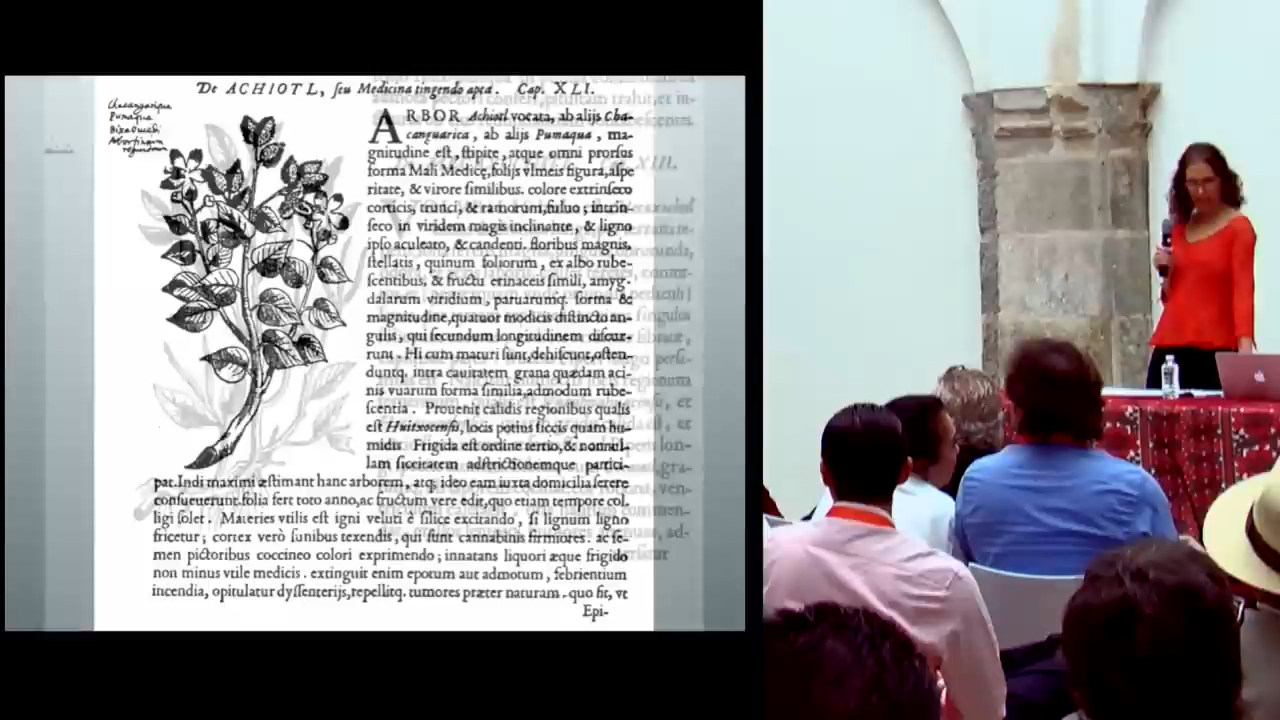 De ACHIOTL, ſeu Medicina tingendo apta. Cap. XLI.
Chacanguarica
Pumaqua
ARBOR Achiotl vocata, ab alijs Cha-
canguarica, ab alijs Pumaqua, ma-
gnitudine eſt, ſtipite, atque omni prorſus
forma Mali Medicę, folijs vlmeis figura, aſpe
ritate, & virore ſimilibus. colore extrinſeco
corticis, trunci, & ramorum, fuluo; intrin-
ſeco in viridem magis inclinante, & ligno
ipſo aculeato, & candenti. floribus magnis,
ſtellatis, quinum foliorum, ex albo rube-
ſcentibus, & fructu erinaceis ſimili, amyg-
dalarum viridium, paruarumq. forma &
magnitudine, quatuor modicis diſtincto an-
gulis, qui ſecundum longitudinem diſcur-
runt. Hi cum maturi ſunt, dehiſcunt, oſten-
duntq. intra cauitatem grana quædam aci-
nis vuarum forma ſimilia, admodum rube-
ſcentia. Prouenit calidis regionibus qualis
eſt Huitxocenſis, locis potius ſiccis quam hu-
midis Frigida eſt ordine tertio, & nonnul-
lam ſiccitatem adſtrictionemque partici-
pat. Indi maximi æſtimant hanc arborem, atq; ideo eam iuxta domicilia ſerere
conſueuerunt. folia fert toto anno, ac fructum vere edit, quo etiam tempore col.
ligi ſolet. Materies vtilis eſt igni veluti è ſilice excitando, ſi lignum ligno
fricetur; cortex verò funibus texendis, qui ſunt cannabinis firmiores. ac ſe-
men pictoribus coccineo colori exprimendo; innatans liquori æque frigido
non minus vtile medicis. extinguit enim epotum aut admotum, febrientium
incendia, opitulatur dyſſenterijs, repellitq. tumores præter naturam. quo fit, vt
Epi-